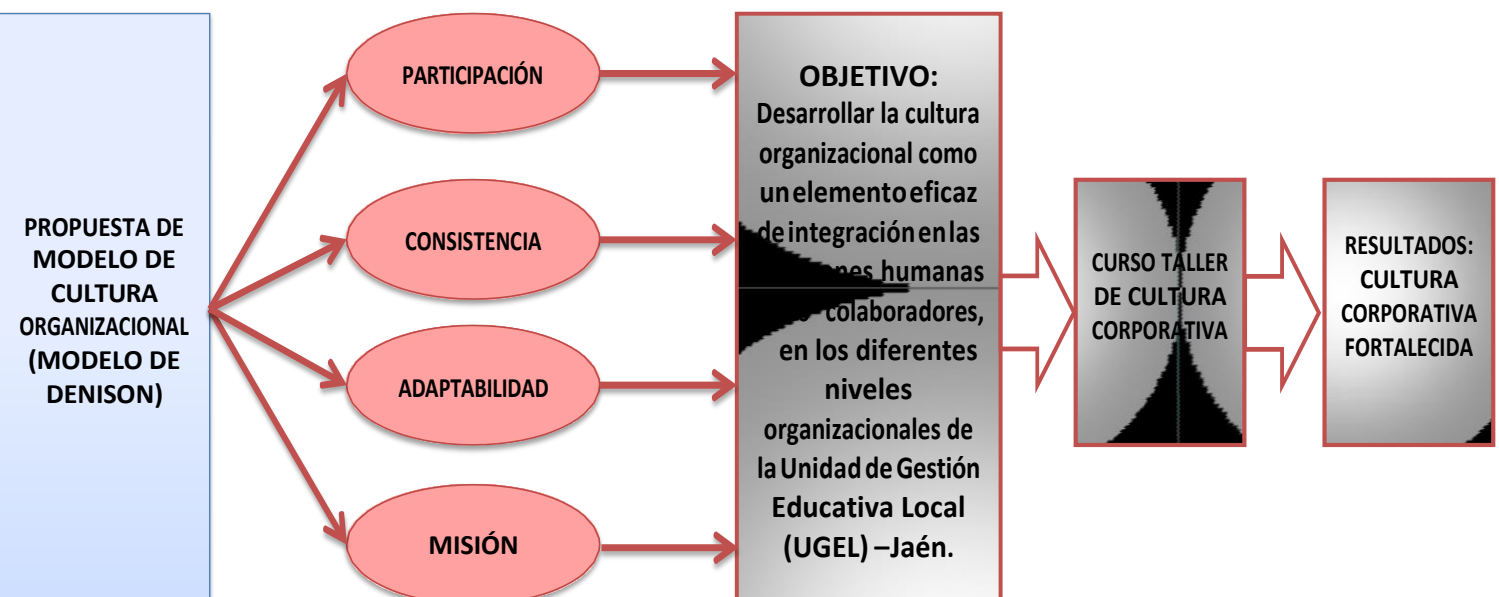 PROPUESTA DE
MODELO DE
CULTURA
ORGANIZACIONAL
(MODELO DE
DENISON)
PARTICIPACIÓN
CONSISTENCIA
ADAPTABILIDAD
MISIÓN
OBJETIVO:
Desarrollar la cultura
organizacional como
un elemento eficaz
de integración en las
humanas
colaboradores,
en los diferentes
niveles
organizacionales de
la Unidad de Gestión
Educativa Local
(UGEL) –Jaén.
CURSO TALLER
DE CULTURA
CORPORATIVA
RESULTADOS:
CULTURA
CORPORATIVA
FORTALECIDA